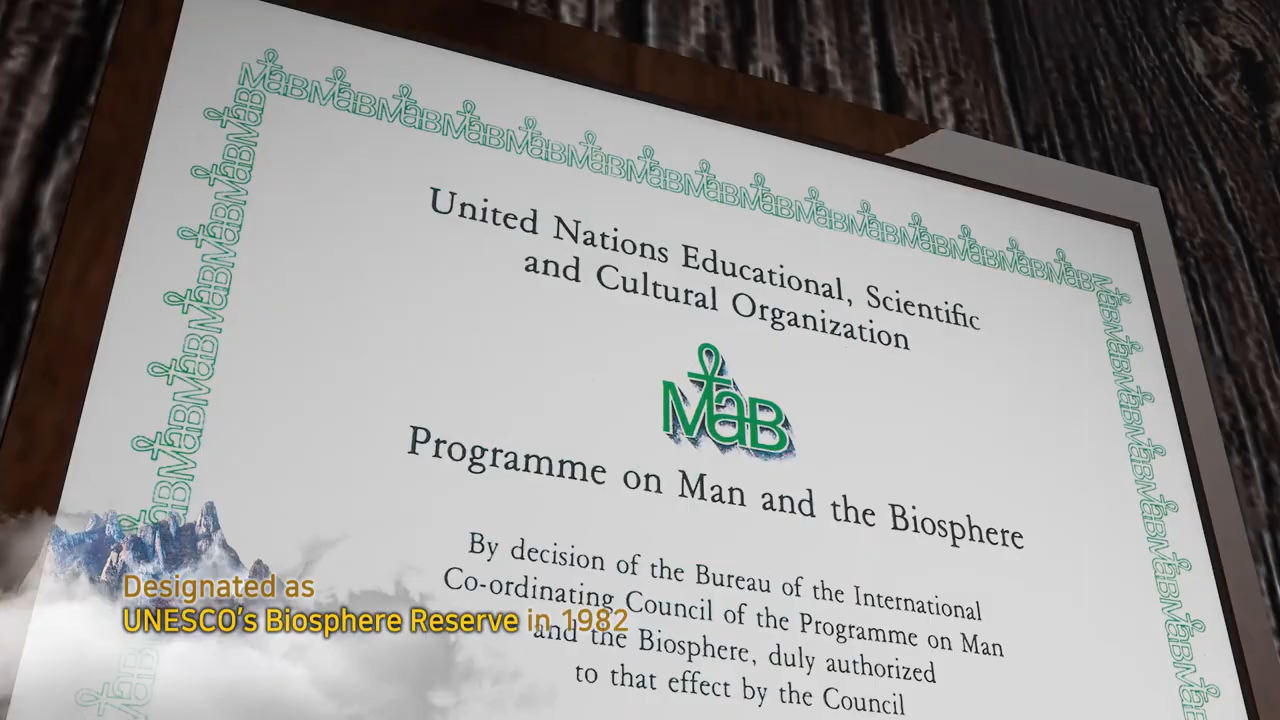 United Nations Educational, Scientific
and Cultural Organization
MaB
Programme on Man and the Biosphere
By decision of the Bureau of the International
Co-ordinating Council of the Programme on Man
and the Biosphere, duly authorized
to that effect by the Council
Designated as
UNESCO's Biosphere Reserve in 1982